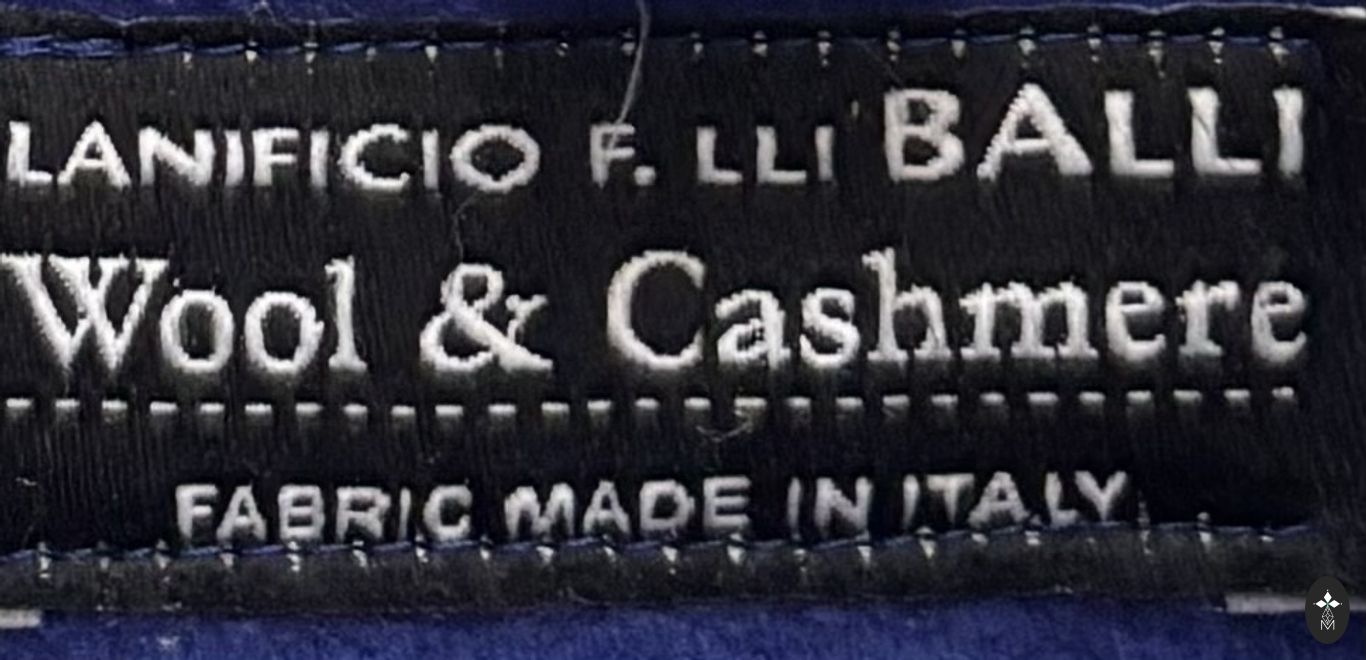 LANIFICIO F. LLI BALLI
Wool & Cashmere
FABRIC MADE IN ITALY
M